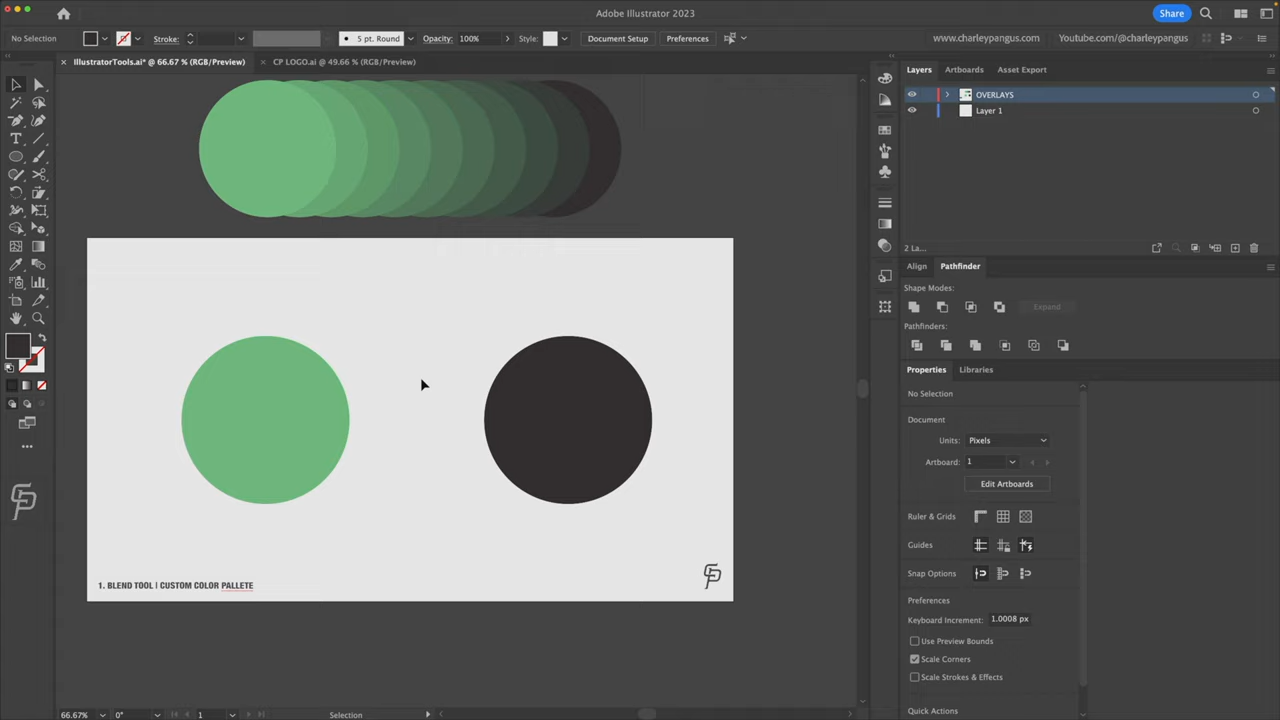 Adobe Illustrator 2023
Share
No Selection
Stroke:
5 pt. Round
Opacity:
100%
Style:
Document Setup
Preferences
www.charleypangus.com
Youtube.com/@charleypangus
IllustratorTools.ai* @ 66.67 % (RGB/Preview)
CP LOGO.ai @ 49.66 % (RGB/Preview)
Layers
Artboards
Asset Export
OVERLAYS
Layer 1
2 La...
Align
Pathfinder
Shape Modes:
Expand
Pathfinders:
Properties
Libraries
No Selection
Document
Units:
Pixels
Artboard:
1
Edit Artboards
Ruler & Grids
Guides
Snap Options
Preferences
Keyboard Increment:
1.0008 px
Use Preview Bounds
Scale Corners
Scale Strokes & Effects
Quick Actions
1. BLEND TOOL | CUSTOM COLOR PALLETE
66.67%
0°
1
Selection